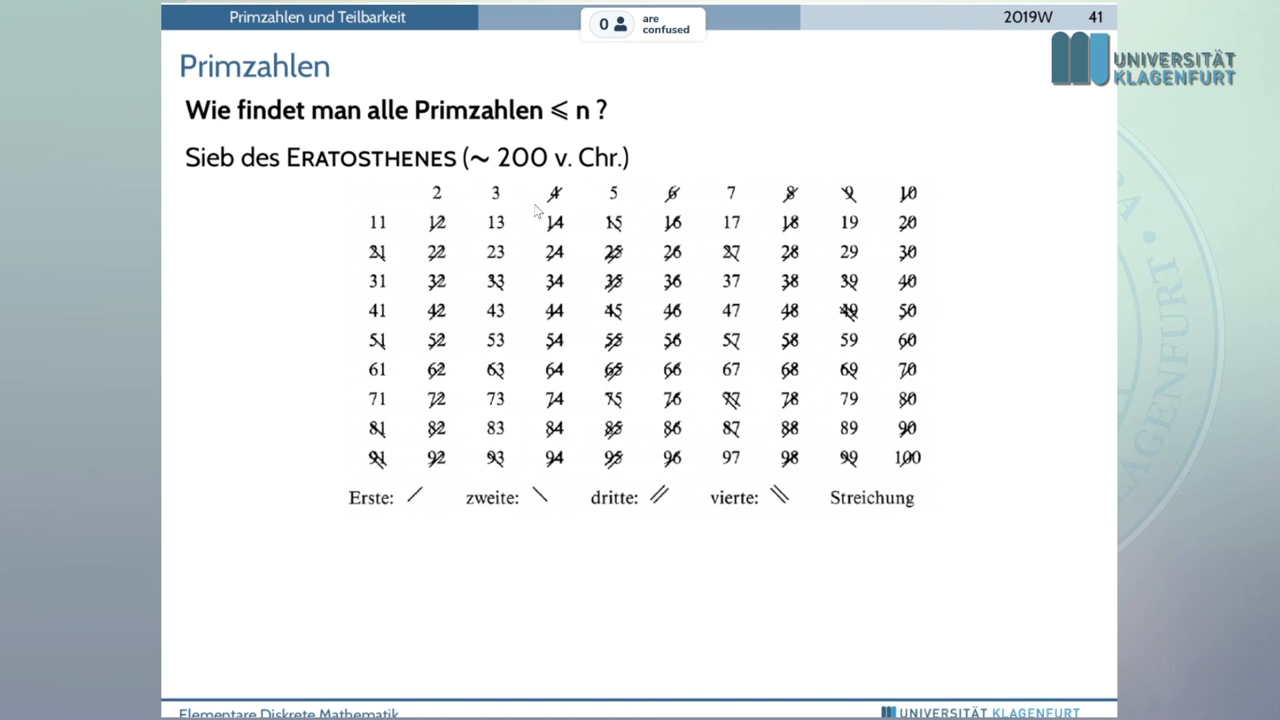 Primzahlen und Teilbarkeit 2019W 41
0 are confused
UNIVERSITÄT
KLAGENFURT
Primzahlen
Wie findet man alle Primzahlen ⩽ n ?
Sieb des ERATOSTHENES (∼ 200 v. Chr.)
2 3 4 5 6 7 8 9 10
11 12 13 14 15 16 17 18 19 20
21 22 23 24 25 26 27 28 29 30
31 32 33 34 35 36 37 38 39 40
41 42 43 44 45 46 47 48 49 50
51 52 53 54 55 56 57 58 59 60
61 62 63 64 65 66 67 68 69 70
71 72 73 74 75 76 77 78 79 80
81 82 83 84 85 86 87 88 89 90
91 92 93 94 95 96 97 98 99 100
Erste: / zweite: \ dritte: // vierte: \\ Streichung
Elementare Diskrete Mathematik UNIVERSITÄT KLAGENFURT
KLAGENFURT